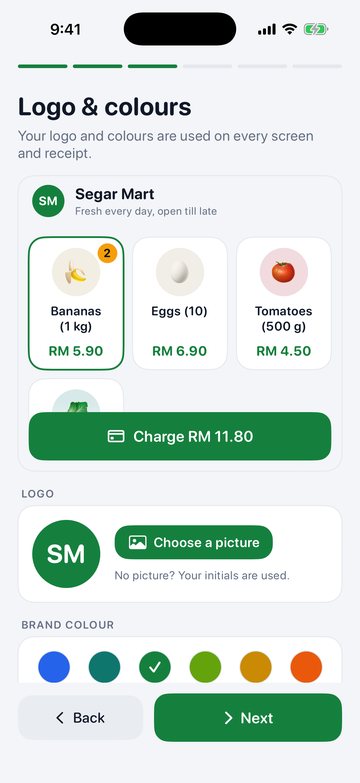 9:41
Logo & colours
Your logo and colours are used on every screen
and receipt.
SM
Segar Mart
Fresh every day, open till late
2
Bananas
(1 kg)
RM 5.90
Eggs (10)
RM 6.90
Tomatoes
(500 g)
RM 4.50
Charge RM 11.80
LOGO
SM
Choose a picture
No picture? Your initials are used.
BRAND COLOUR
Back
Next